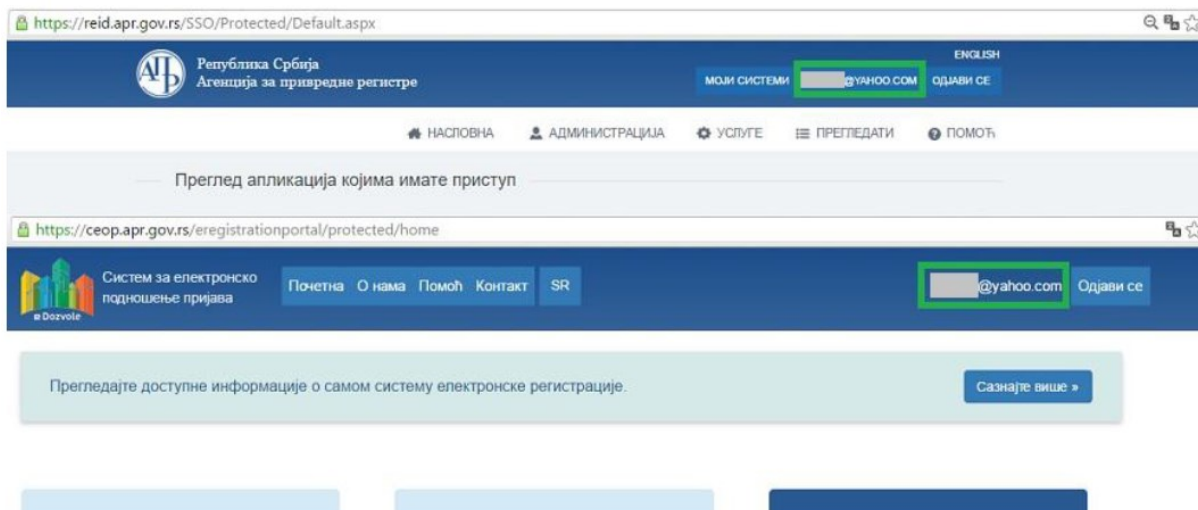 https://reid.apr.gov.rs/SSO/Protected/Default.aspx
ENGLISH
Република Србија
Агенција за привредне регистре
МОЈИ СИСТЕМИ @YAHOO.COM ОДЈАВИ СЕ
НАСЛОВНА АДМИНИСТРАЦИЈА УСЛУГЕ ПРЕГЛЕДАТИ ПОМОЋ
Преглед апликација којима имате приступ
https://ceop.apr.gov.rs/eregistrationportal/protected/home
Систем за електронско
подношење пријава
Почетна О нама Помоћ Контакт SR @yahoo.com Одјави се
e Dozvole
Прегледајте доступне информације о самом систему електронске регистрације. Сазнајте више »